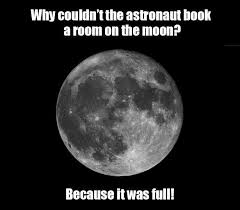 Why couldn't the astronaut book
a room on the moon?
Because it was full!